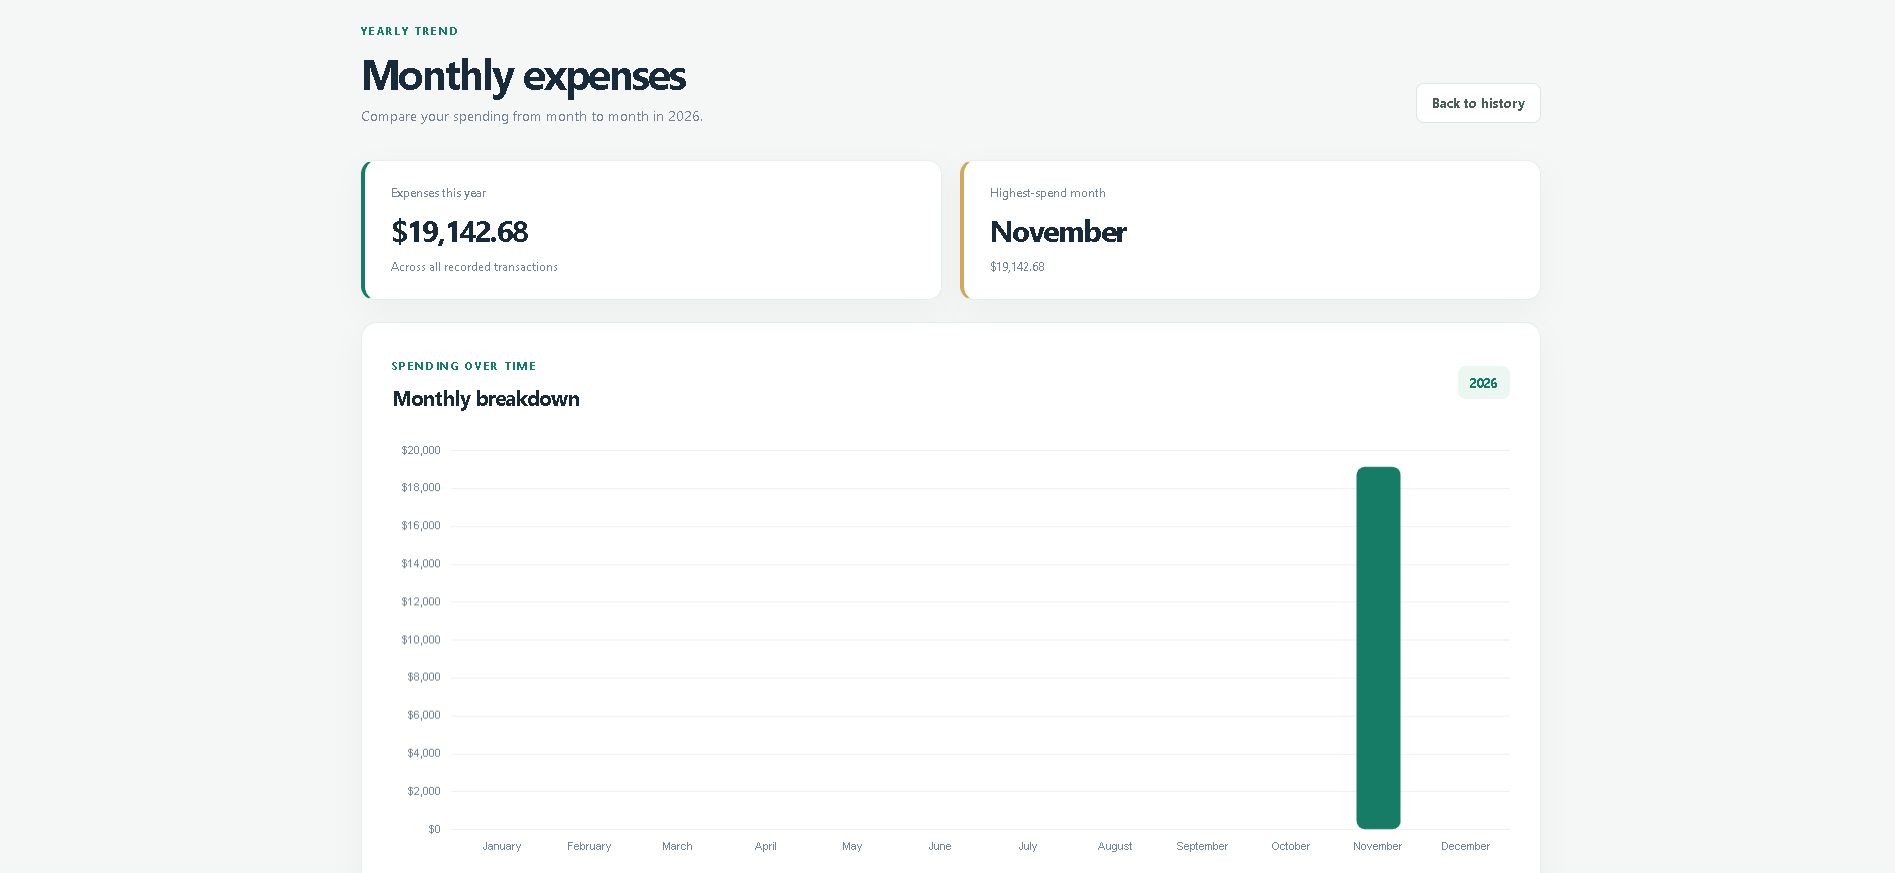 YEARLY TREND
Monthly expenses
Compare your spending from month to month in 2026.
Back to history
Expenses this year
$19,142.68
Across all recorded transactions
Highest-spend month
November
$19,142.68
SPENDING OVER TIME
Monthly breakdown
2026
$20,000
$18,000
$16,000
$14,000
$12,000
$10,000
$8,000
$6,000
$4,000
$2,000
$0
January February March April May June July August September October November December